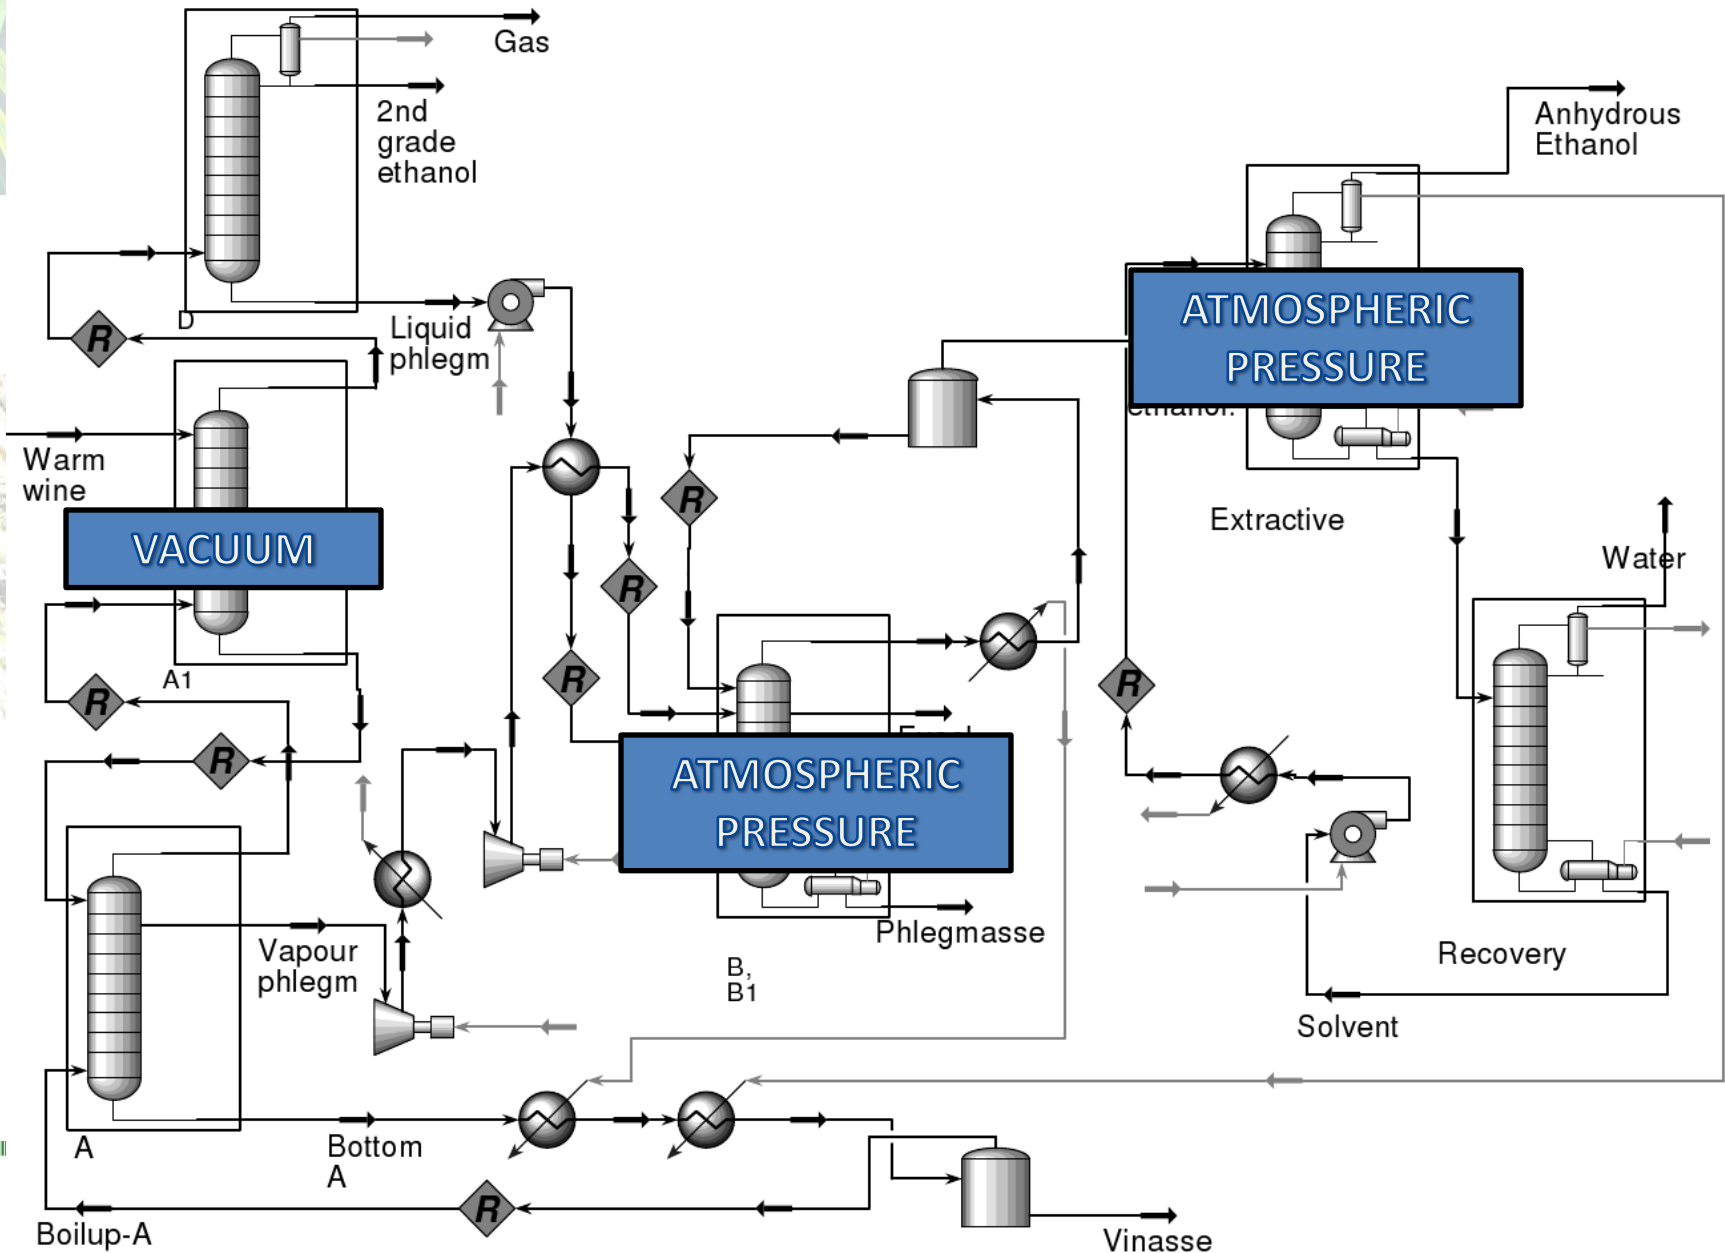 Gas
2nd
grade
ethanol
Anhydrous
Ethanol
D
R
Liquid
phlegm
ATMOSPHERIC
PRESSURE
ethanol.
Warm
wine
R
Extractive
VACUUM
Water
R
A1
R
R
R
R
ATMOSPHERIC
PRESSURE
Vapour
phlegm
Phlegmasse
B,
B1
Recovery
Solvent
A
Bottom
A
R
Boilup-A
Vinasse